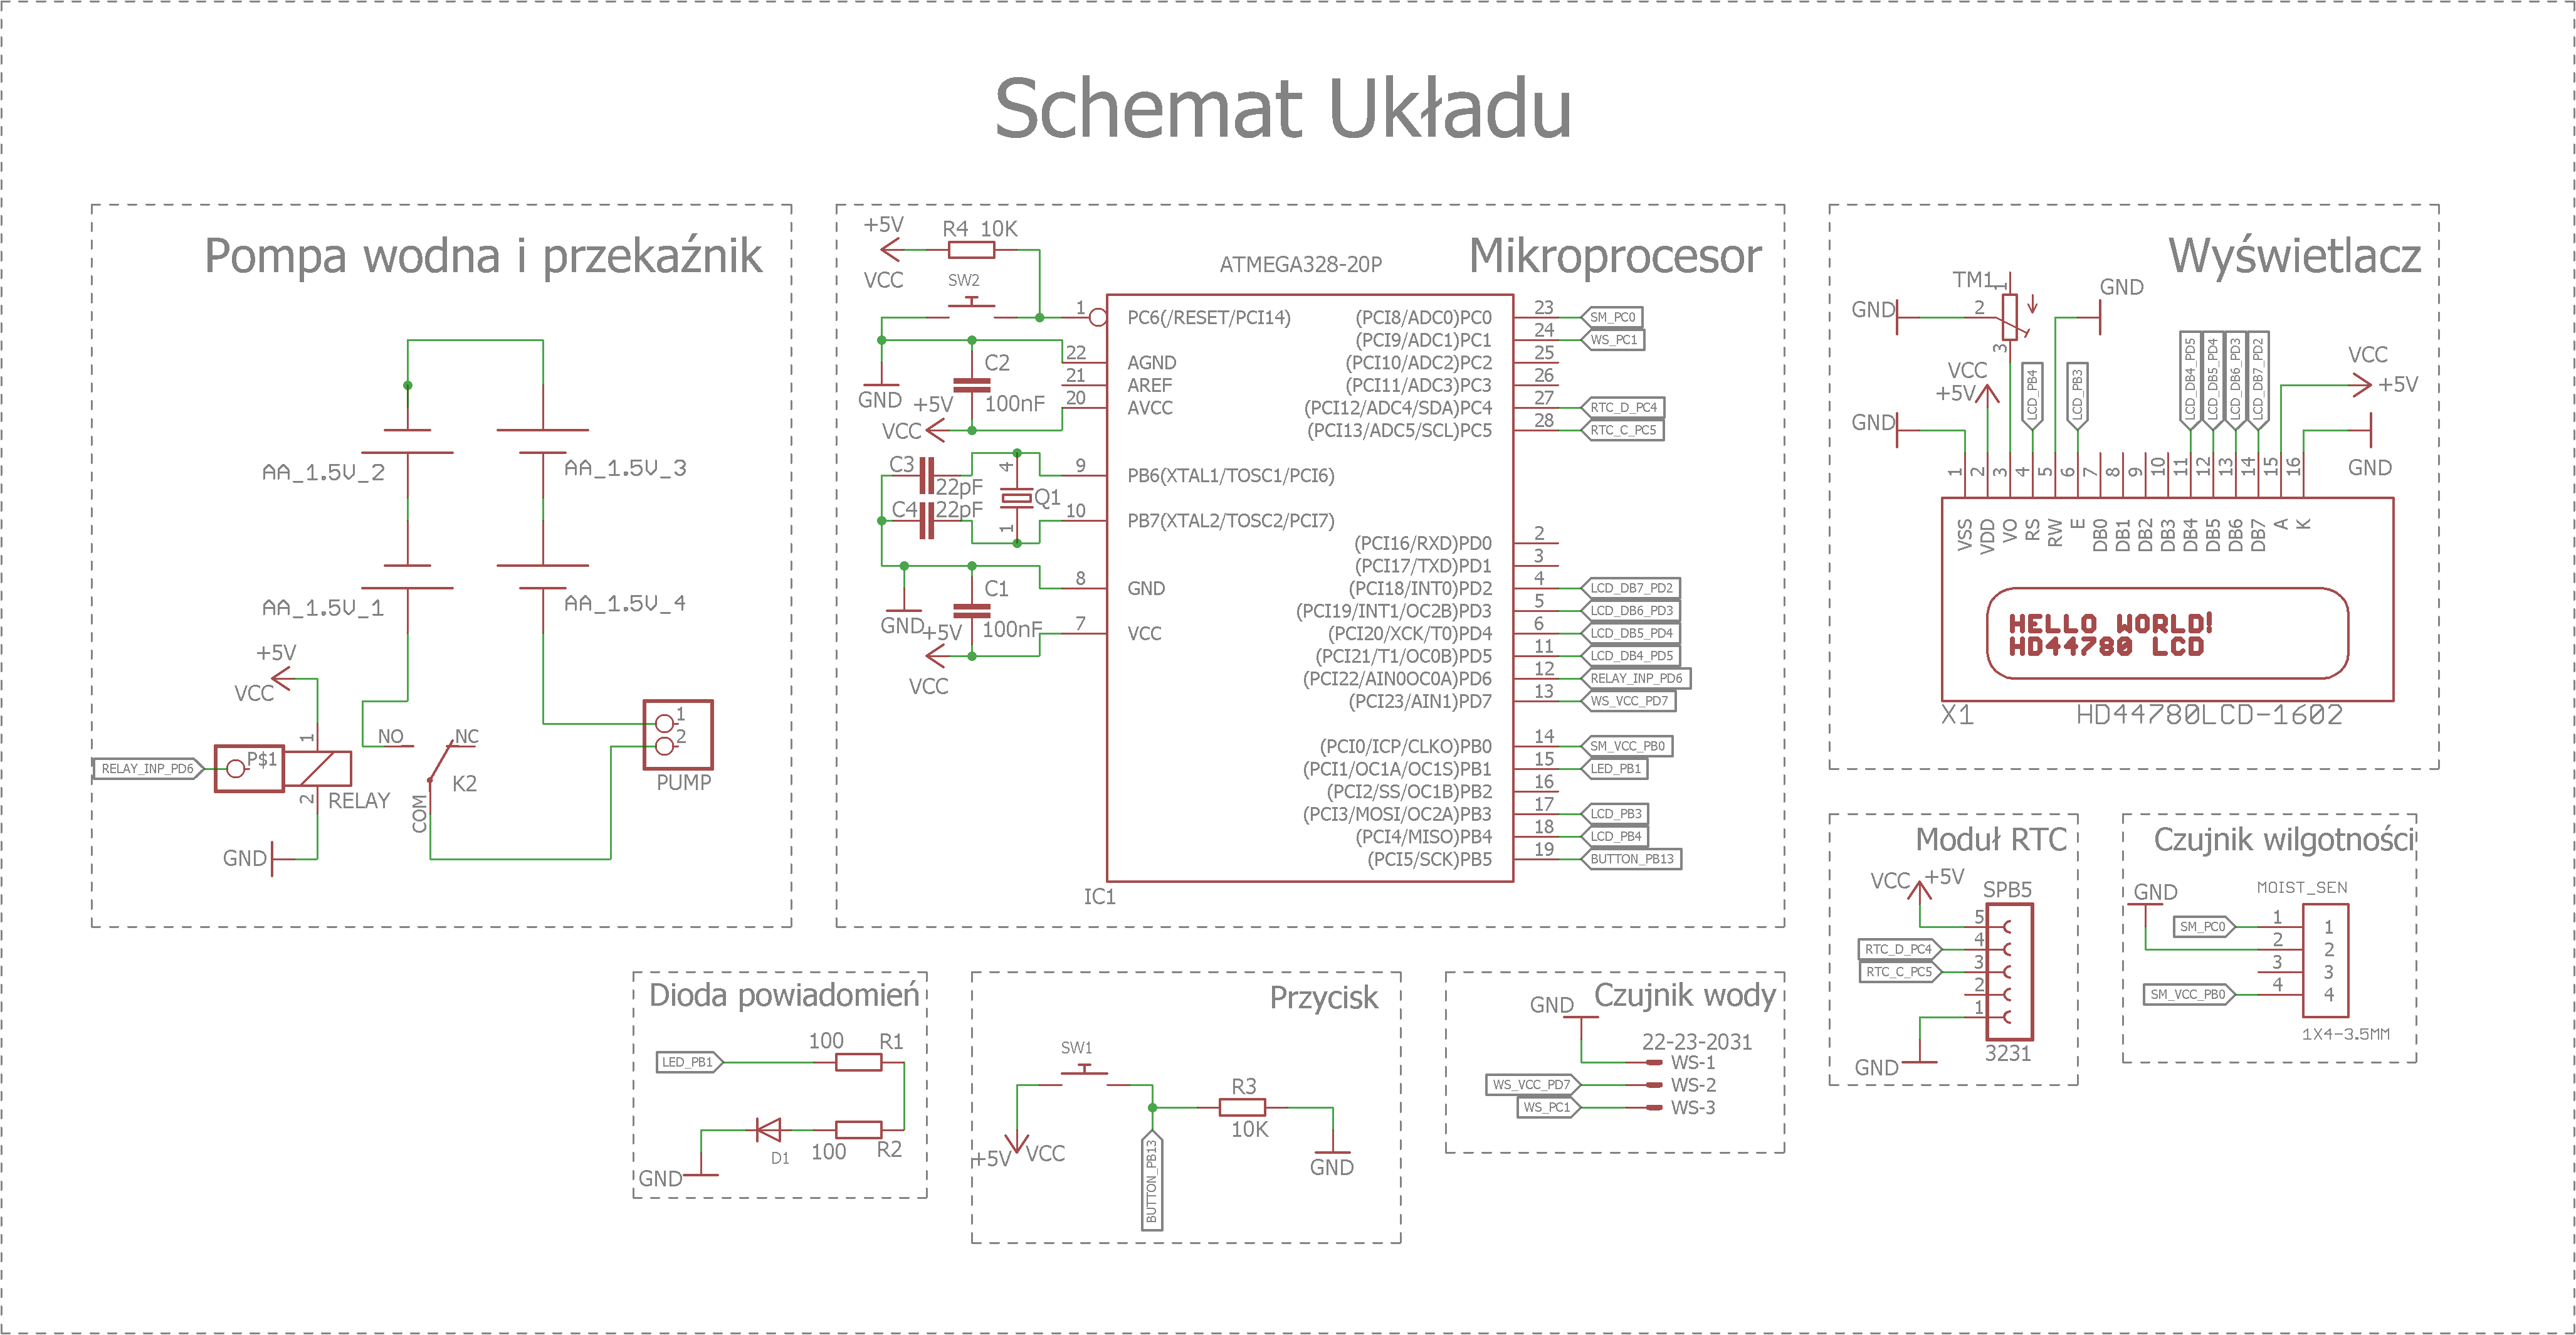 Schemat Układu
Pompa wodna i przekaźnik
AA_1.5V_2
AA_1.5V_3
AA_1.5V_1
AA_1.5V_4
+5V
VCC
1
NO
NC
RELAY_INP_PD6
P$1
K2
2
RELAY
COM
GND
1
2
PUMP
Mikroprocesor
+5V
R4 10K
VCC
SW2
ATMEGA328-20P
C2
100nF
GND
+5V
VCC
C3
22pF
C4
22pF
4
Q1
1
C1
100nF
GND
+5V
VCC
1 PC6(/RESET/PCI14)
22 AGND
21 AREF
20 AVCC
9 PB6(XTAL1/TOSC1/PCI6)
10 PB7(XTAL2/TOSC2/PCI7)
8 GND
7 VCC
(PCI8/ADC0)PC0 23 SM_PC0
(PCI9/ADC1)PC1 24 WS_PC1
(PCI10/ADC2)PC2 25
(PCI11/ADC3)PC3 26
(PCI12/ADC4/SDA)PC4 27 RTC_D_PC4
(PCI13/ADC5/SCL)PC5 28 RTC_C_PC5
(PCI16/RXD)PD0 2
(PCI17/TXD)PD1 3
(PCI18/INT0)PD2 4 LCD_DB7_PD2
(PCI19/INT1/OC2B)PD3 5 LCD_DB6_PD3
(PCI20/XCK/T0)PD4 6 LCD_DB5_PD4
(PCI21/T1/OC0B)PD5 11 LCD_DB4_PD5
(PCI22/AIN0OC0A)PD6 12 RELAY_INP_PD6
(PCI23/AIN1)PD7 13 WS_VCC_PD7
(PCI0/ICP/CLKO)PB0 14 SM_VCC_PB0
(PCI1/OC1A/OC1S)PB1 15 LED_PB1
(PCI2/SS/OC1B)PB2 16
(PCI3/MOSI/OC2A)PB3 17 LCD_PB3
(PCI4/MISO)PB4 18 LCD_PB4
(PCI5/SCK)PB5 19 BUTTON_PB13
IC1
Wyświetlacz
TM1
1
GND
2
3
GND
VCC
+5V
GND
LCD_PB4
LCD_PB3
LCD_DB4_PD5
LCD_DB5_PD4
LCD_DB6_PD3
LCD_DB7_PD2
VCC
+5V
GND
1 2 3 4 5 6 7 8 9 10 11 12 13 14 15 16
VSS VDD VO RS RW E DB0 DB1 DB2 DB3 DB4 DB5 DB6 DB7 A K
HELLO WORLD!
HD44780 LCD
X1
HD44780LCD-1602
Dioda powiadomień
LED_PB1
100 R1
D1
100 R2
GND
Przycisk
SW1
R3
10K
+5V VCC
BUTTON_PB13
GND
Czujnik wody
GND
22-23-2031
WS-1
WS_VCC_PD7 WS-2
WS_PC1 WS-3
Moduł RTC
VCC +5V
SPB5
5
RTC_D_PC4 4
RTC_C_PC5 3
2
1
GND
3231
Czujnik wilgotności
GND
MOIST_SEN
SM_PC0 1 1
2 2
3 3
SM_VCC_PB0 4 4
1X4-3.5MM